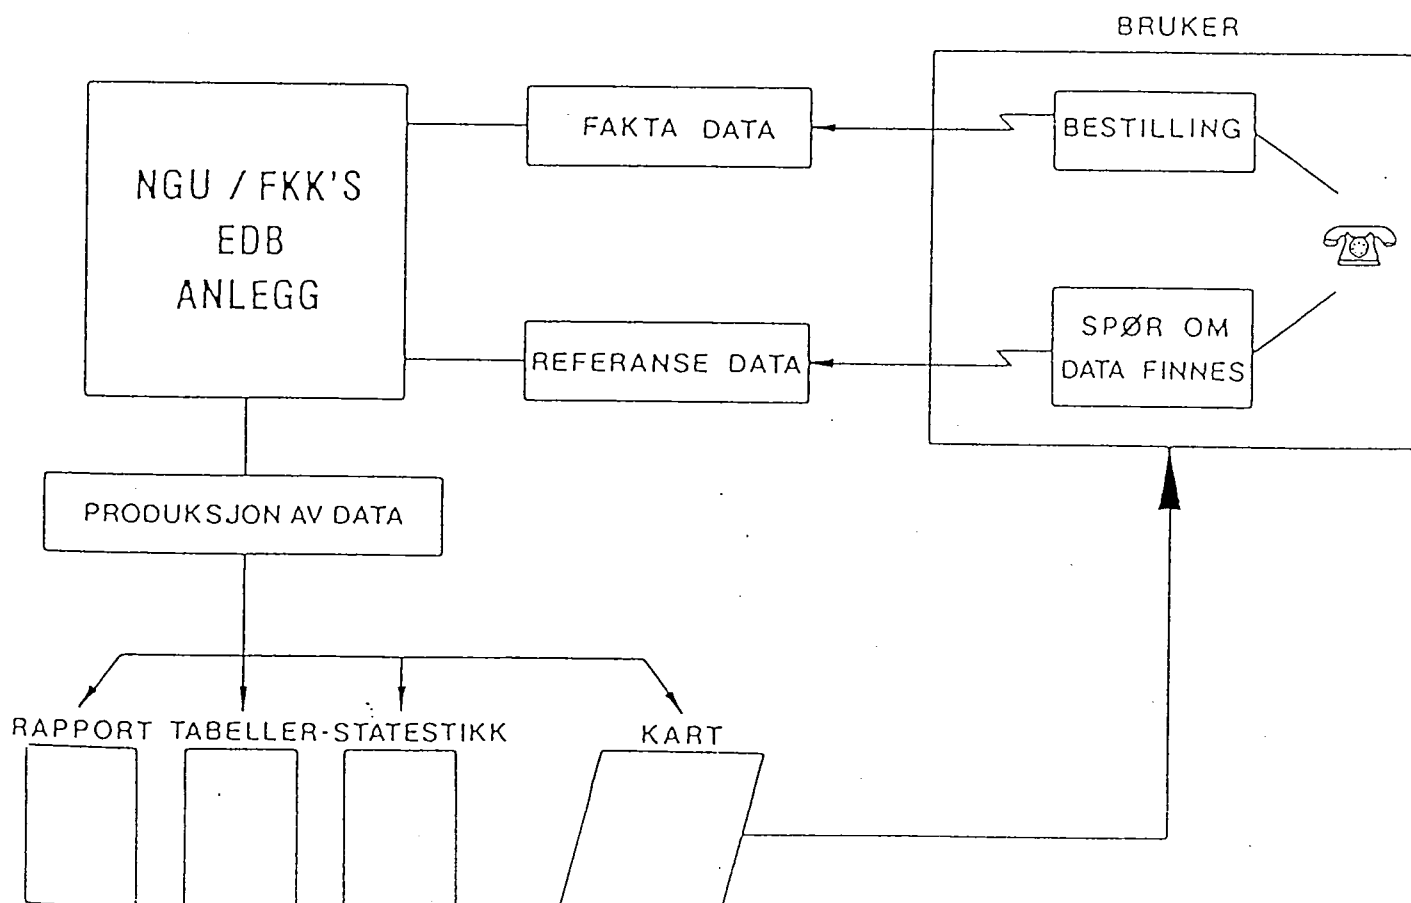 BRUKER
NGU / FKK'S
EDB
ANLEGG
FAKTA DATA
BESTILLING
REFERANSE DATA
SPØR OM
DATA FINNES
PRODUKSJON AV DATA
RAPPORT TABELLER-STATESTIKK
KART